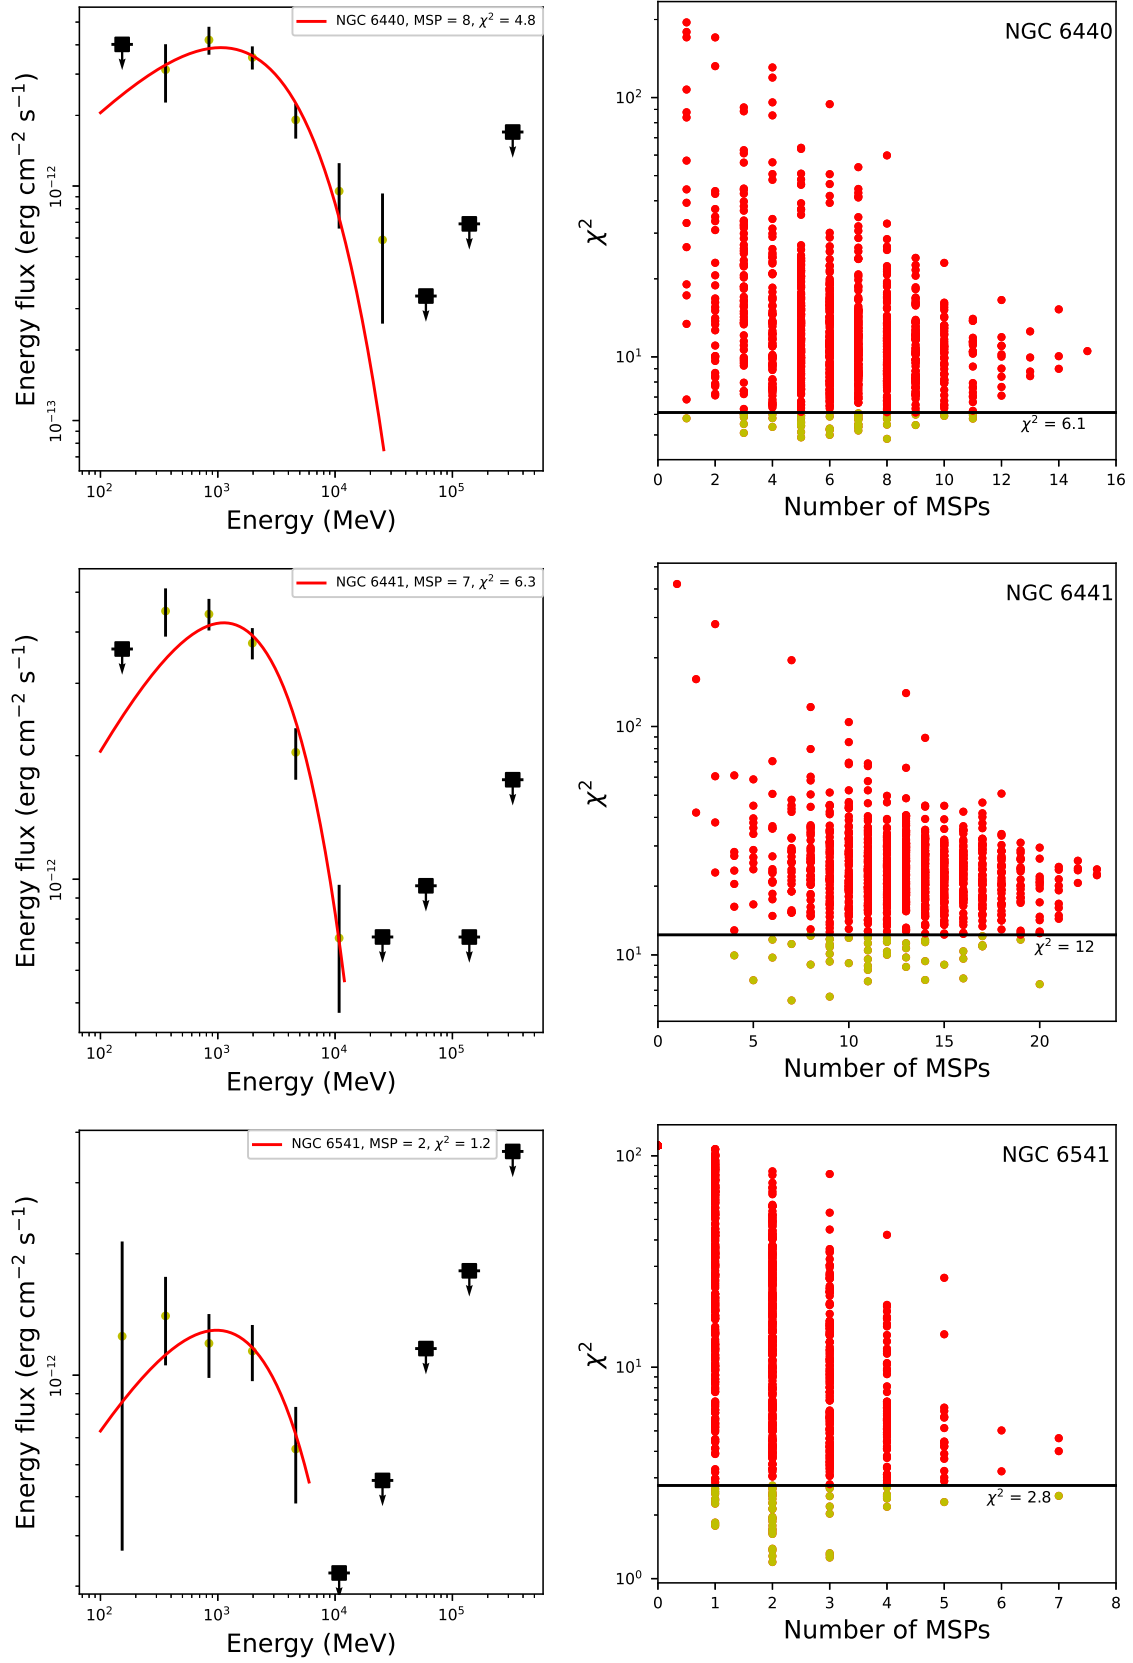 NGC 6440, MSP = 8, χ² = 4.8
Energy flux (erg cm⁻² s⁻¹)
10⁻¹²
10⁻¹³
10² 10³ 10⁴ 10⁵
Energy (MeV)
NGC 6440
χ²
10²
10¹
χ² = 6.1
0 2 4 6 8 10 12 14 16
Number of MSPs
NGC 6441, MSP = 7, χ² = 6.3
Energy flux (erg cm⁻² s⁻¹)
10⁻¹²
10² 10³ 10⁴ 10⁵
Energy (MeV)
NGC 6441
χ²
10²
10¹
χ² = 12
0 5 10 15 20
Number of MSPs
NGC 6541, MSP = 2, χ² = 1.2
Energy flux (erg cm⁻² s⁻¹)
10⁻¹²
10² 10³ 10⁴ 10⁵
Energy (MeV)
NGC 6541
χ²
10²
10¹
10⁰
χ² = 2.8
0 1 2 3 4 5 6 7 8
Number of MSPs